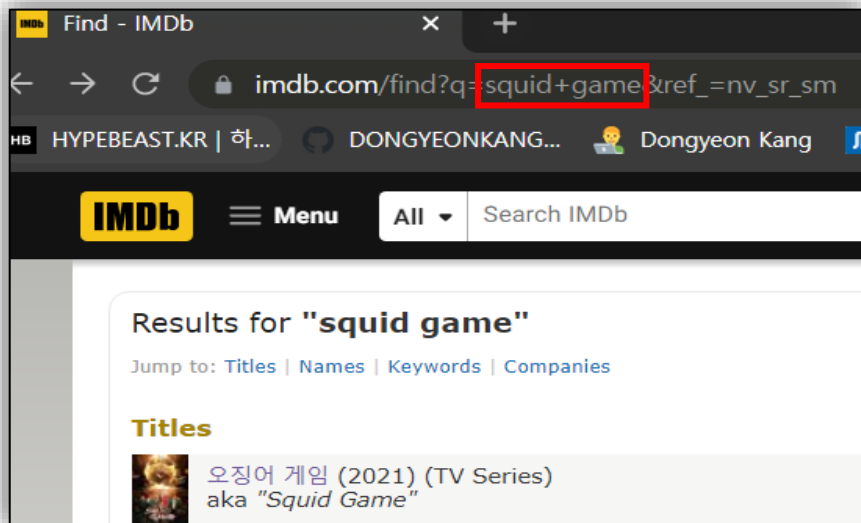 IMDb Find - IMDb × +
imdb.com/find?q=squid+game&ref_=nv_sr_sm
HB HYPEBEAST.KR | 하... DONGYEONKANG... Dongyeon Kang
IMDb Menu All Search IMDb
Results for "squid game"
Jump to: Titles | Names | Keywords | Companies
Titles
오징어 게임 (2021) (TV Series)
aka "Squid Game"